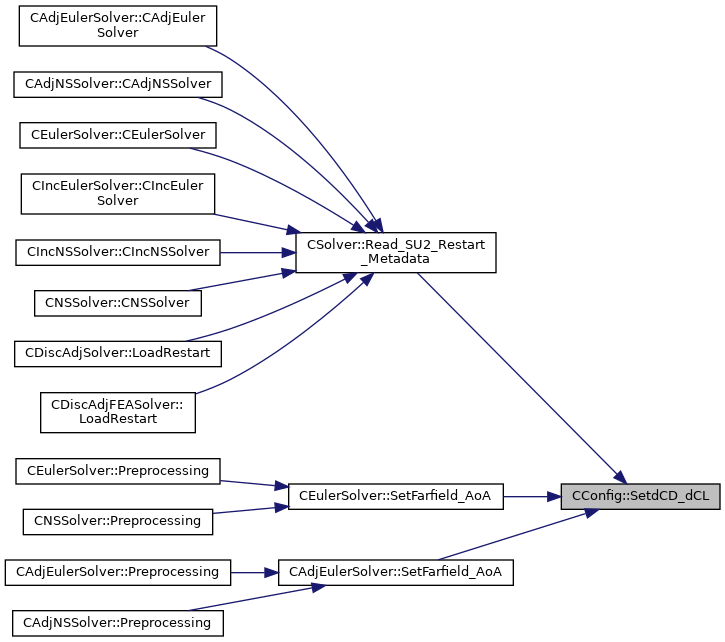 CAdjEulerSolver::CAdjEuler
Solver
CAdjNSSolver::CAdjNSSolver
CEulerSolver::CEulerSolver
CIncEulerSolver::CIncEuler
Solver
CIncNSSolver::CIncNSSolver
CNSSolver::CNSSolver
CDiscAdjSolver::LoadRestart
CDiscAdjFEASolver::
LoadRestart
CSolver::Read_SU2_Restart
_Metadata
CEulerSolver::Preprocessing
CNSSolver::Preprocessing
CEulerSolver::SetFarfield_AoA
CConfig::SetdCD_dCL
CAdjEulerSolver::Preprocessing
CAdjNSSolver::Preprocessing
CAdjEulerSolver::SetFarfield_AoA